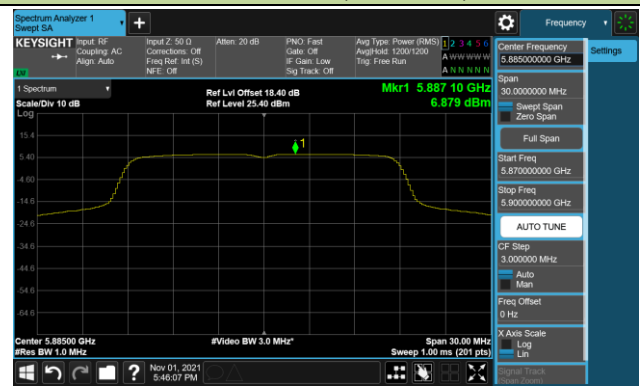 Spectrum Analyzer 1
Swept SA
Frequency
KEYSIGHT
Input: RF
Coupling: AC
Align: Auto
Input Z: 50 Ω
Corrections: Off
Freq Ref: Int (S)
NFE: Off
Atten: 20 dB
PNO: Fast
Gate: Off
IF Gain: Low
Sig Track: Off
Avg Type: Power (RMS)
Avg|Hold: 1200/1200
Trig: Free Run
1 2 3 4 5 6
A W W W W W
A N N N N N
LXI
1 Spectrum
Scale/Div 10 dB
Log
Ref Lvl Offset 18.40 dB
Ref Level 25.40 dBm
Mkr1 5.887 10 GHz
6.879 dBm
15.4
5.40
-4.60
-14.6
-24.6
-34.6
-44.6
-54.6
-64.6
1
Center 5.88500 GHz
#Res BW 1.0 MHz
#Video BW 3.0 MHz*
Span 30.00 MHz
Sweep 1.00 ms (201 pts)
Center Frequency
5.885000000 GHz
Settings
Span
30.0000000 MHz
Swept Span
Zero Span
Full Span
Start Freq
5.870000000 GHz
Stop Freq
5.900000000 GHz
AUTO TUNE
CF Step
3.000000 MHz
Auto
Man
Freq Offset
0 Hz
X Axis Scale
Log
Lin
Signal Track
(Span Zoom)
Nov 01, 2021
5:46:07 PM